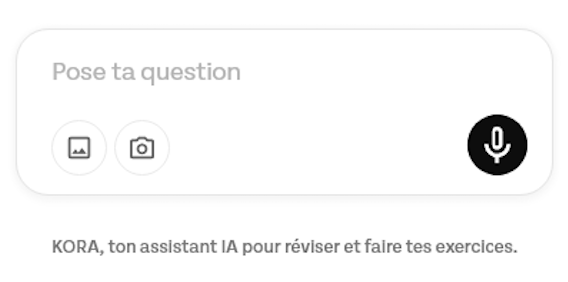 Pose ta question
KORA, ton assistant IA pour réviser et faire tes exercices.